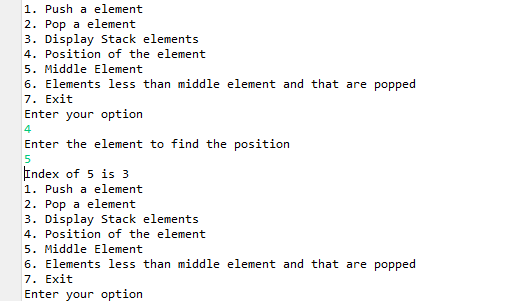 1. Push a element
2. Pop a element
3. Display Stack elements
4. Position of the element
5. Middle Element
6. Elements less than middle element and that are popped
7. Exit
Enter your option
4
Enter the element to find the position
5
Index of 5 is 3
1. Push a element
2. Pop a element
3. Display Stack elements
4. Position of the element
5. Middle Element
6. Elements less than middle element and that are popped
7. Exit
Enter your option